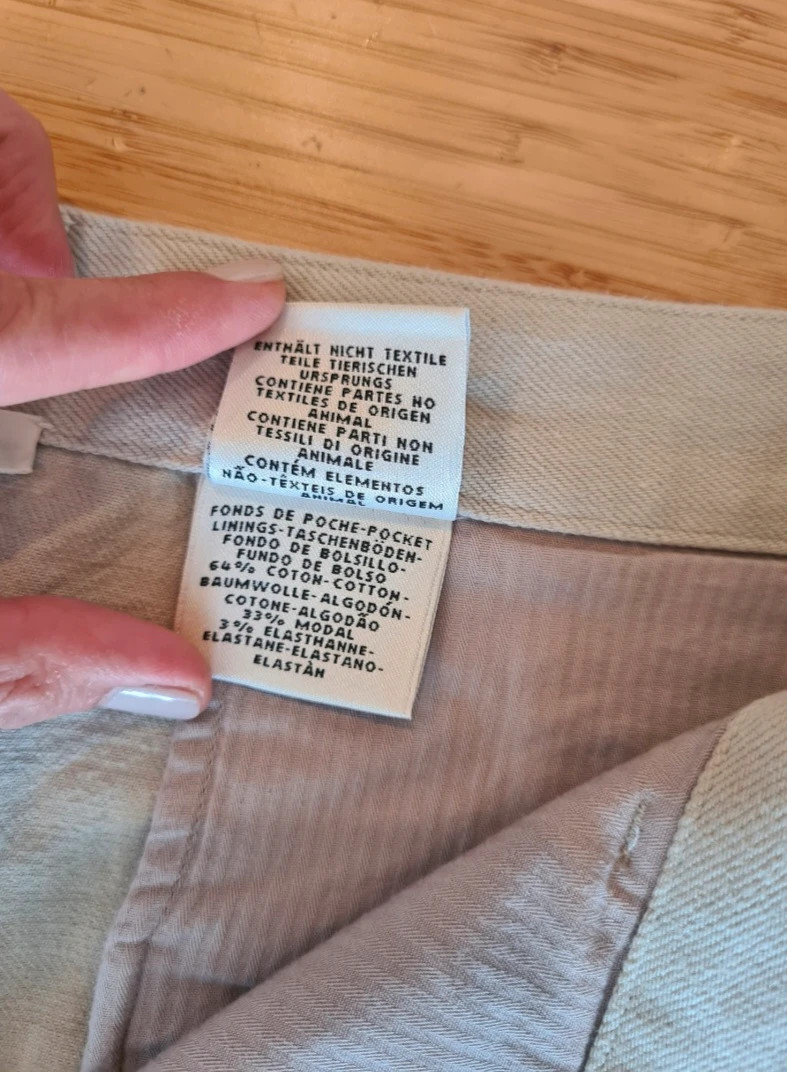 ENTHÄLT NICHT TEXTILE
TEILE TIERISCHEN
URSPRUNGS
CONTIENE PARTES NO
TEXTILES DE ORIGEN
ANIMAL
CONTIENE PARTI NON
TESSILI DI ORIGINE
ANIMALE
CONTÉM ELEMENTOS
NÃO-TÊXTEIS DE ORIGEM
ANIMAL
FONDS DE POCHE-POCKET
LININGS-TASCHENBÖDEN-
FONDO DE BOLSILLO-
FUNDO DE BOLSO
64% COTON-COTTON-
BAUMWOLLE-ALGODÓN-
COTONE-ALGODÃO
33% MODAL
3% ELASTHANNE-
ELASTANE-ELASTANO-
ELASTÀN